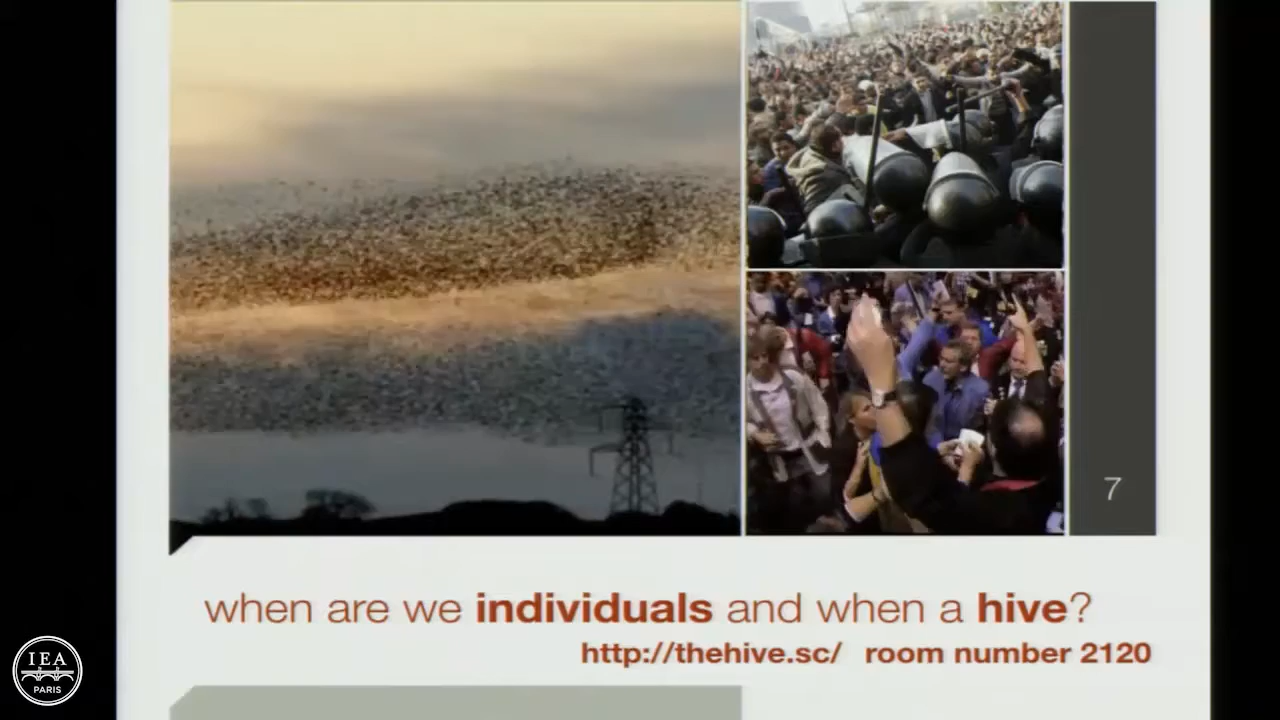 7
when are we individuals and when a hive?
http://thehive.sc/ room number 2120
IEA
PARIS